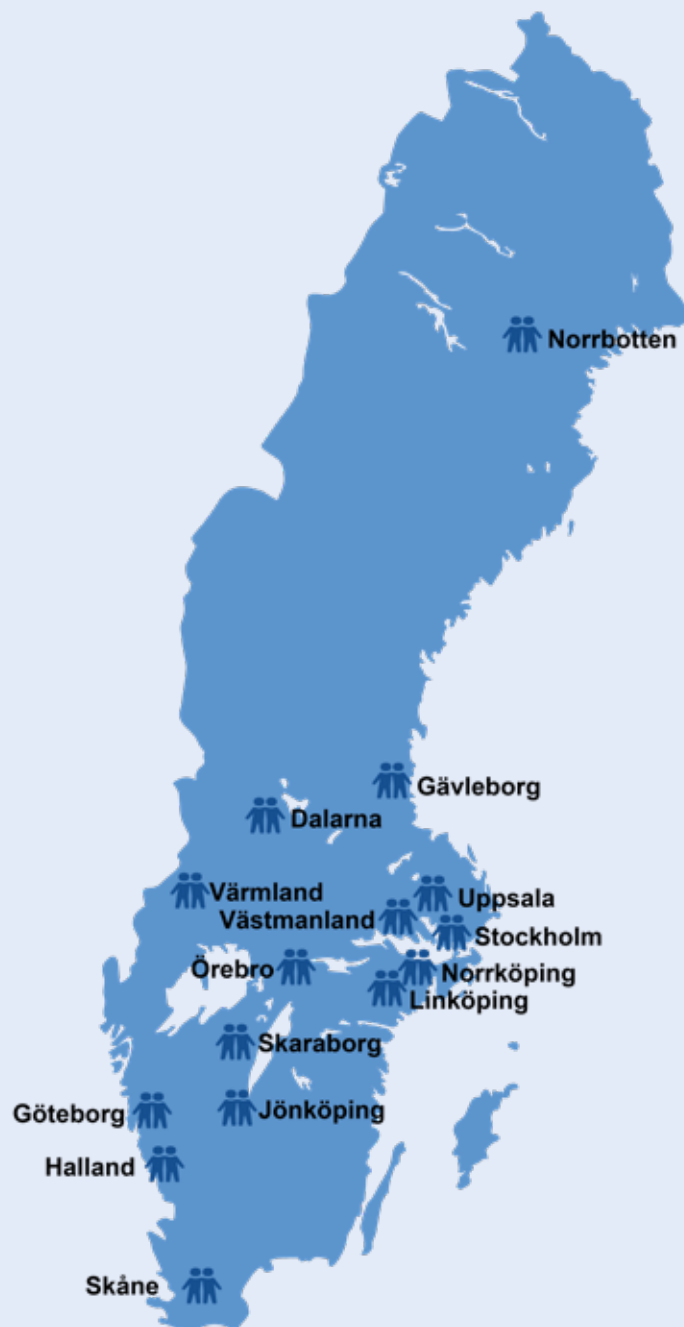 Norrbotten
Gävleborg
Dalarna
Värmland
Uppsala
Västmanland
Stockholm
Örebro
Norrköping
Linköping
Skaraborg
Göteborg
Jönköping
Halland
Skåne